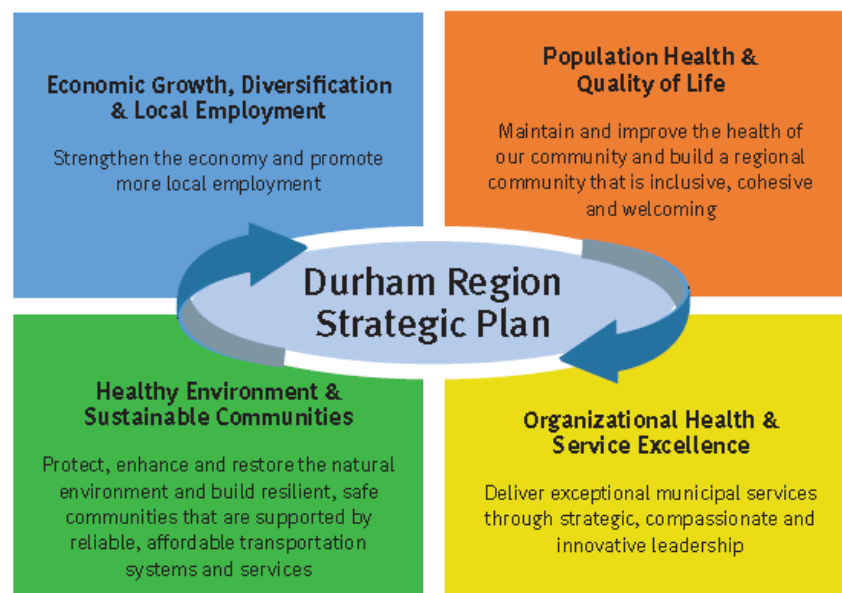 Economic Growth, Diversification
& Local Employment
Strengthen the economy and promote
more local employment
Population Health &
Quality of Life
Maintain and improve the health of
our community and build a regional
community that is inclusive, cohesive
and welcoming
Durham Region
Strategic Plan
Healthy Environment &
Sustainable Communities
Protect, enhance and restore the natural
environment and build resilient, safe
communities that are supported by
reliable, affordable transportation
systems and services
Organizational Health &
Service Excellence
Deliver exceptional municipal services
through strategic, compassionate and
innovative leadership